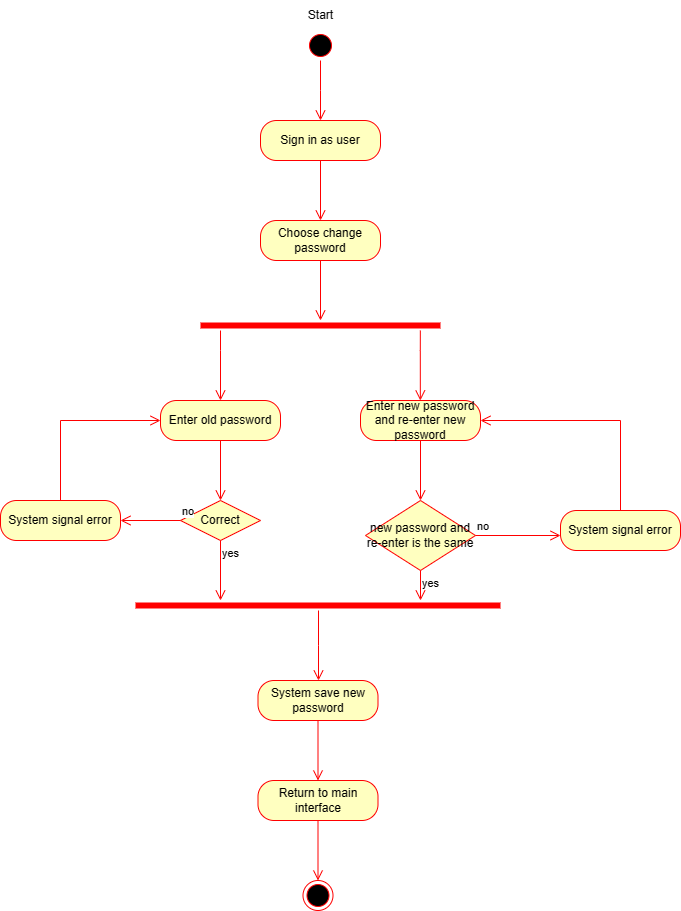 Start
Sign in as user
Choose change
password
Enter old password
Enter new password
and re-enter new
password
System signal error
no
Correct
yes
new password and
re-enter is the same
no
yes
System signal error
System save new
password
Return to main
interface